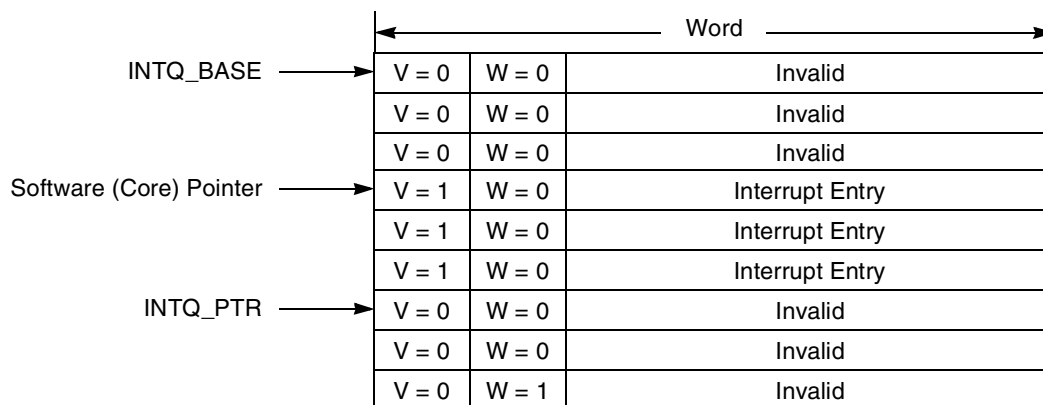 Word
INTQ_BASE V = 0 W = 0 Invalid
V = 0 W = 0 Invalid
V = 0 W = 0 Invalid
Software (Core) Pointer V = 1 W = 0 Interrupt Entry
V = 1 W = 0 Interrupt Entry
V = 1 W = 0 Interrupt Entry
INTQ_PTR V = 0 W = 0 Invalid
V = 0 W = 0 Invalid
V = 0 W = 1 Invalid